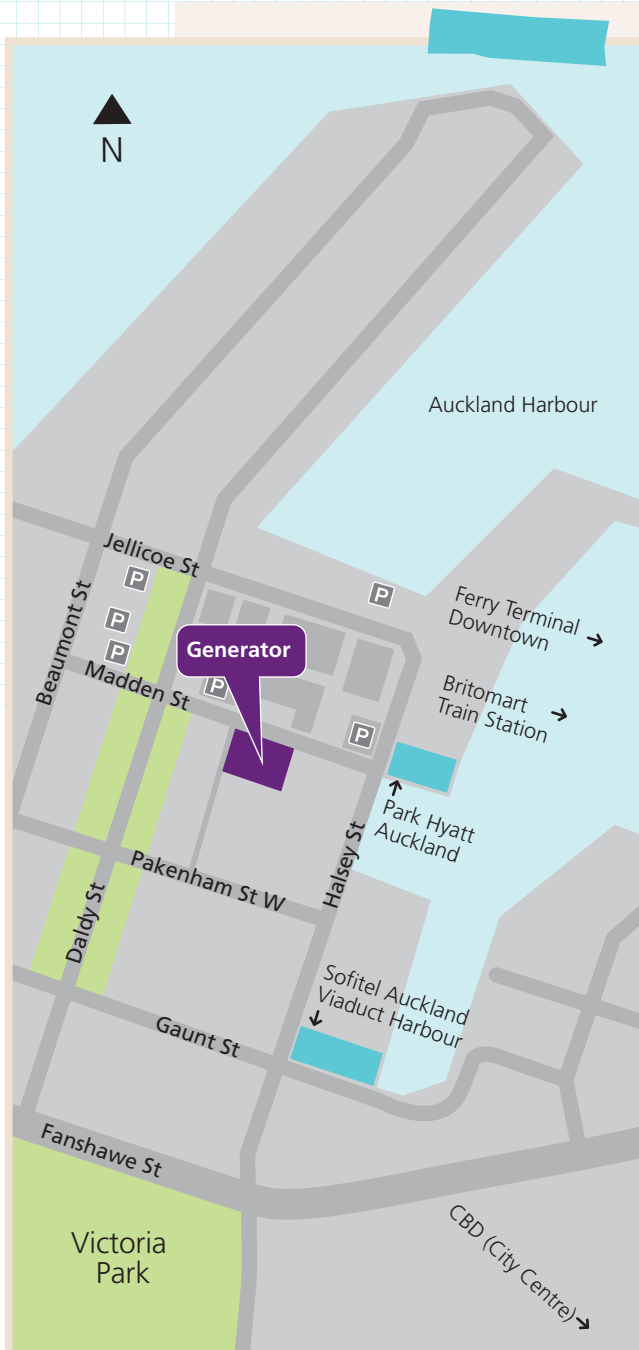 N
Auckland Harbour
Jellicoe St
P
P
P
P
P
P
Beaumont St
Generator
Madden St
Ferry Terminal
Downtown
Britomart
Train Station
Park Hyatt
Auckland
Halsey St
Pakenham St W
Daldy St
Sofitel Auckland
Viaduct Harbour
Gaunt St
Fanshawe St
Victoria
Park
CBD (City Centre)